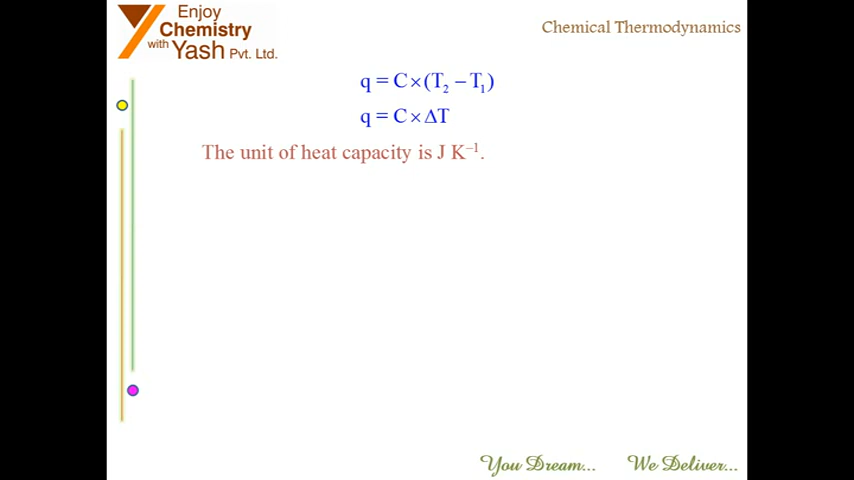 Enjoy
Chemistry
with Yash Pvt. Ltd.
Chemical Thermodynamics
q = C × (T₂ − T₁)
q = C × ΔT
The unit of heat capacity is J K⁻¹.
You Dream... We Deliver...